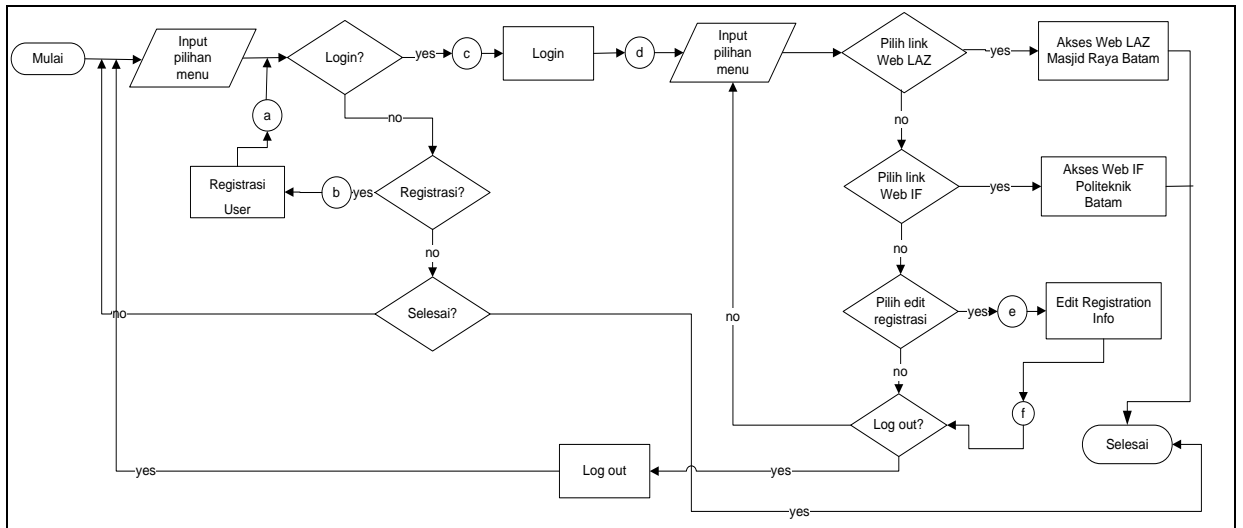 Mulai
Input
pilihan
menu
Login?
yes
c
Login
d
Input
pilihan
menu
Pilih link
Web LAZ
yes
Akses Web LAZ
Masjid Raya Batam
a
no
no
Registrasi
User
b
yes
Registrasi?
Pilih link
Web IF
yes
Akses Web IF
Politeknik
Batam
no
no
no
Selesai?
no
Pilih edit
registrasi
yes
e
Edit Registration
Info
no
Log out?
f
Selesai
yes
Log out
yes
yes